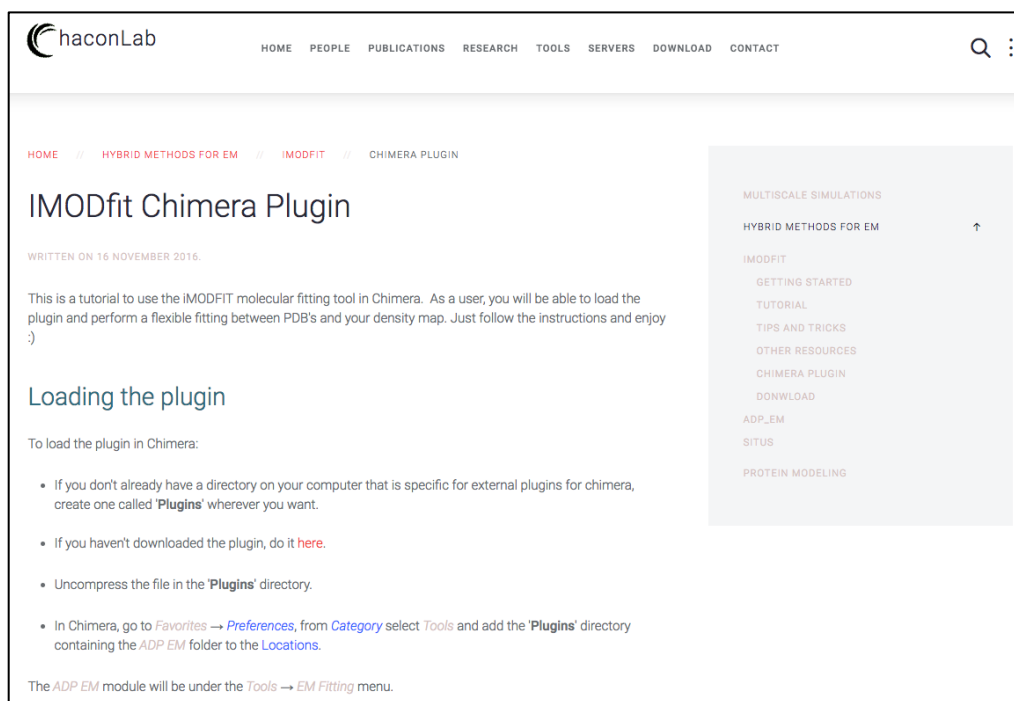 haconLab
HOME PEOPLE PUBLICATIONS RESEARCH TOOLS SERVERS DOWNLOAD CONTACT
HOME // HYBRID METHODS FOR EM // IMODFIT // CHIMERA PLUGIN
IMODfit Chimera Plugin
WRITTEN ON 16 NOVEMBER 2016.
This is a tutorial to use the iMODFIT molecular fitting tool in Chimera. As a user, you will be able to load the
plugin and perform a flexible fitting between PDB's and your density map. Just follow the instructions and enjoy
:)
Loading the plugin
To load the plugin in Chimera:
• If you don't already have a directory on your computer that is specific for external plugins for chimera,
create one called 'Plugins' wherever you want.
• If you haven't downloaded the plugin, do it here.
• Uncompress the file in the 'Plugins' directory.
• In Chimera, go to Favorites → Preferences, from Category select Tools and add the 'Plugins' directory
containing the ADP EM folder to the Locations.
The ADP EM module will be under the Tools → EM Fitting menu.
MULTISCALE SIMULATIONS
HYBRID METHODS FOR EM
IMODFIT
GETTING STARTED
TUTORIAL
TIPS AND TRICKS
OTHER RESOURCES
CHIMERA PLUGIN
DONWLOAD
ADP_EM
SITUS
PROTEIN MODELING